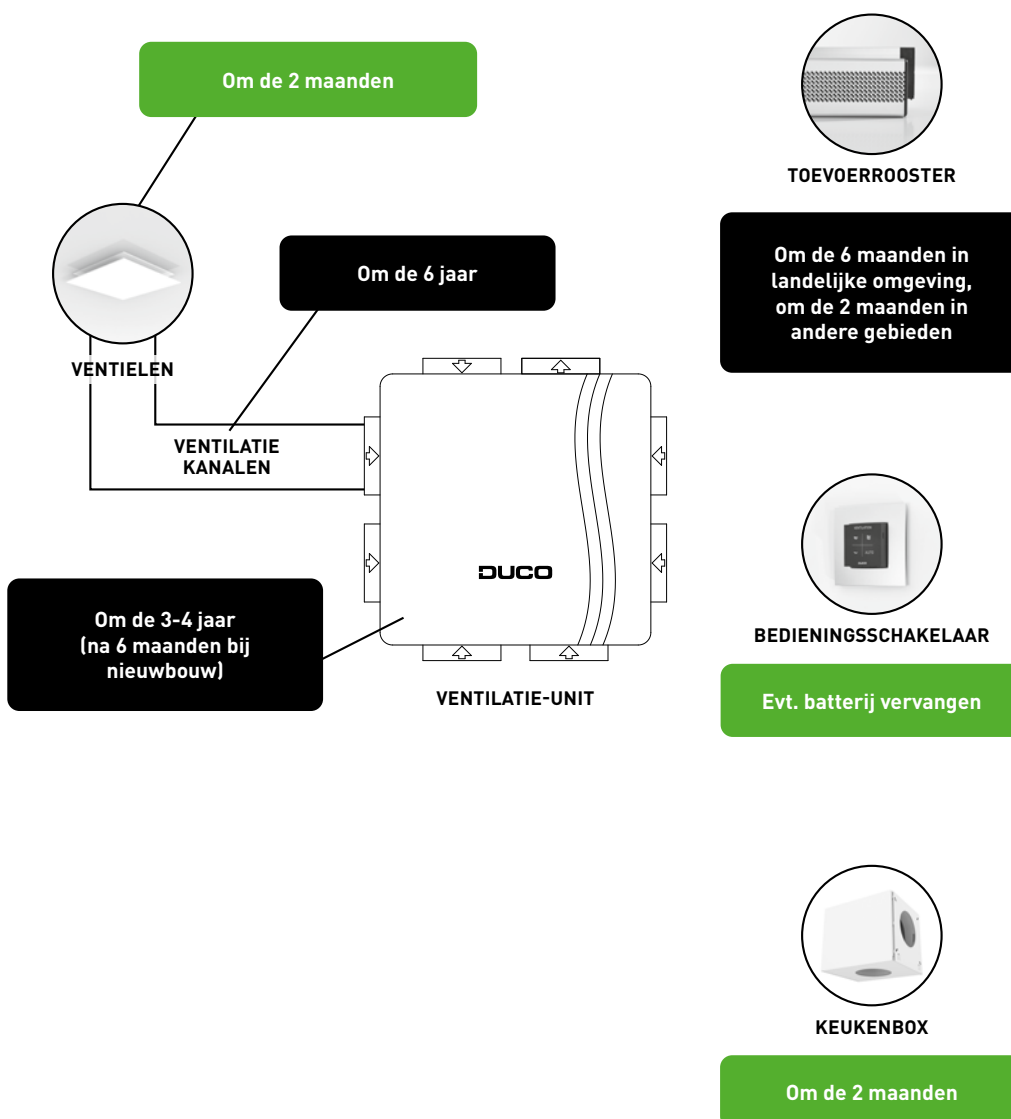 Om de 2 maanden
VENTIELEN
Om de 6 jaar
VENTILATIE
KANALEN
DUCO
Om de 3-4 jaar
(na 6 maanden bij
nieuwbouw)
VENTILATIE-UNIT
TOEVOERROOSTER
Om de 6 maanden in
landelijke omgeving,
om de 2 maanden in
andere gebieden
BEDIENINGSSCHAKELAAR
Evt. batterij vervangen
KEUKENBOX
Om de 2 maanden